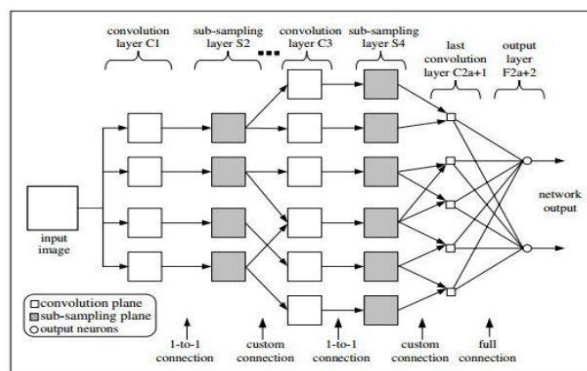 convolution
layer C1
sub-sampling
layer S2
convolution
layer C3
sub-sampling
layer S4
last
convolution
layer C2a+1
output
layer
F2a+2
input
image
network
output
convolution plane
sub-sampling plane
output neurons
1-to-1
connection
custom
connection
1-to-1
connection
custom
connection
full
connection